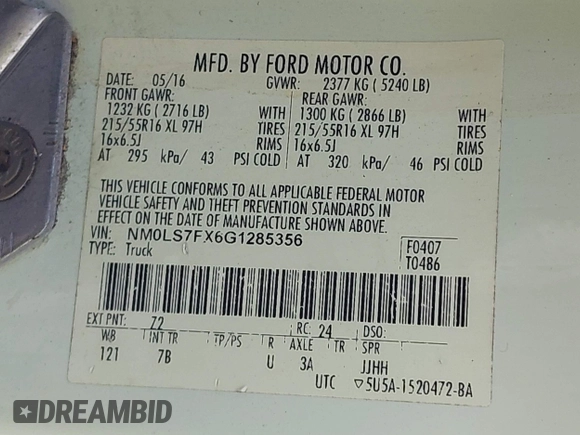 MFD. BY FORD MOTOR CO.
DATE: 05/16 GVWR: 2377 KG ( 5240 LB)
FRONT GAWR: REAR GAWR:
1232 KG ( 2716 LB) WITH 1300 KG ( 2866 LB) WITH
215/55R16 XL 97H TIRES 215/55R16 XL 97H TIRES
16x6.5J RIMS 16x6.5J RIMS
AT 295 kPa/ 43 PSI COLD AT 320 kPa/ 46 PSI COLD
THIS VEHICLE CONFORMS TO ALL APPLICABLE FEDERAL MOTOR
VEHICLE SAFETY AND THEFT PREVENTION STANDARDS IN
EFFECT ON THE DATE OF MANUFACTURE SHOWN ABOVE.
VIN: NM0LS7FX6G1285356
TYPE: Truck
F0407
T0486
EXT PNT: 72 RC: 24 DSO:
WB INT TR TP/PS R AXLE TR SPR
121 7B U 3A JJHH
UTC ▽5U5A-1520472-BA
DREAMBID